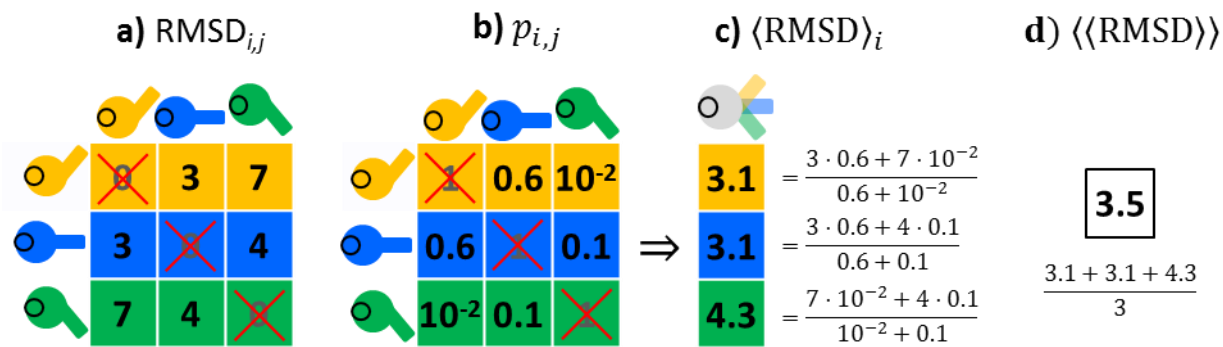 a) RMSDᵢ,ⱼ b) pᵢ,ⱼ c) ⟨RMSD⟩ᵢ d) ⟨⟨RMSD⟩⟩
0 3 7 1 0.6 10⁻² 3.1 = (3 · 0.6 + 7 · 10⁻²) / (0.6 + 10⁻²)
3 0 4 0.6 1 0.1 ⇒ 3.1 = (3 · 0.6 + 4 · 0.1) / (0.6 + 0.1)
7 4 0 10⁻² 0.1 1 4.3 = (7 · 10⁻² + 4 · 0.1) / (10⁻² + 0.1)
3.5
(3.1 + 3.1 + 4.3) / 3